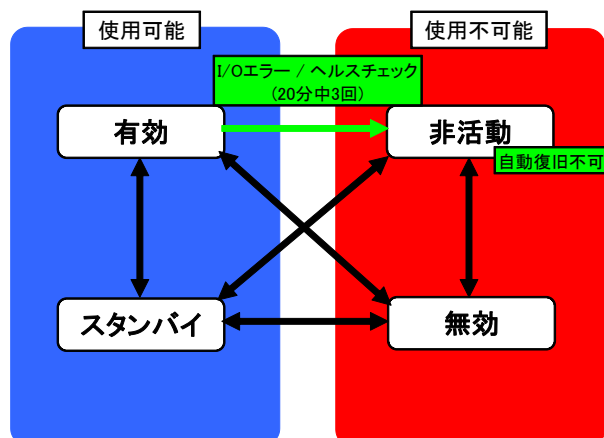 使用可能
使用不可能
I/Oエラー / ヘルスチェック
(20分中3回)
有効
非活動
自動復旧不可
スタンバイ
無効